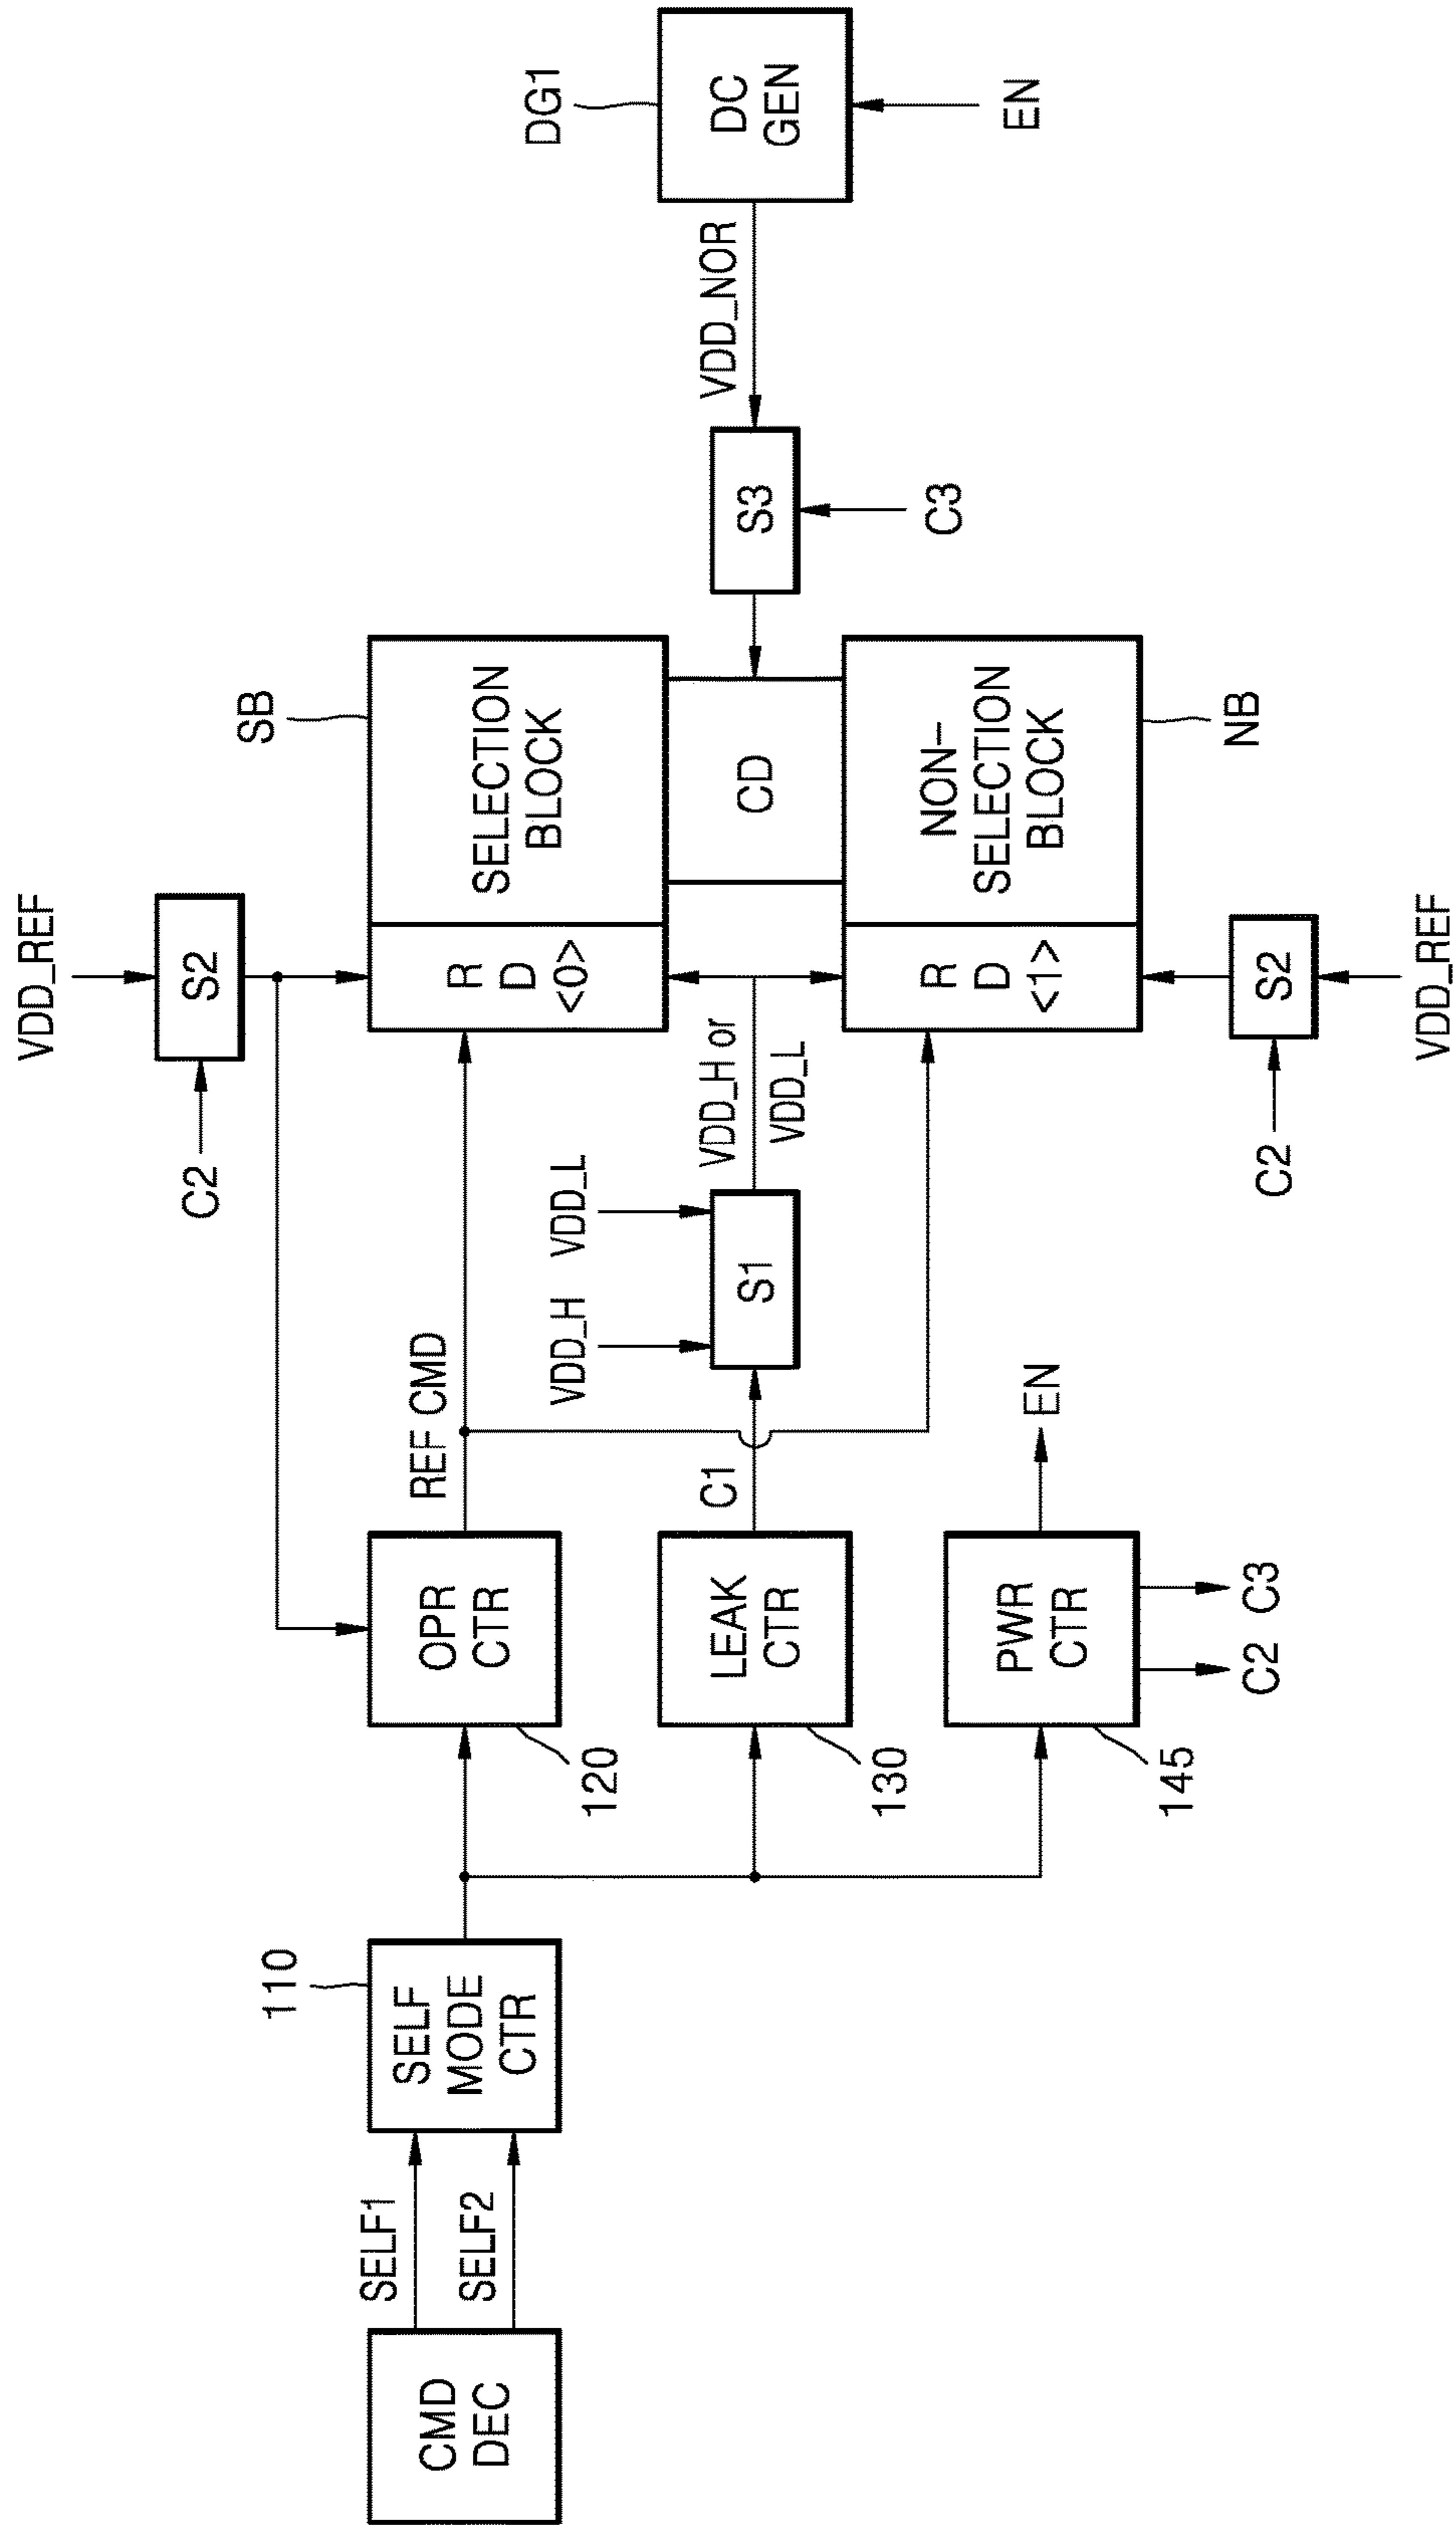 CMD
DEC
SELF1
SELF2
110
SELF
MODE
CTR
OPR
CTR
120
LEAK
CTR
130
PWR
CTR
145
EN
C2
C3
REF CMD
C1
VDD_H
VDD_L
S1
VDD_H or
VDD_L
VDD_REF
C2
S2
SB
R
D
<0>
SELECTION
BLOCK
CD
R
D
<1>
NON-
SELECTION
BLOCK
NB
C2
S2
VDD_REF
S3
C3
VDD_NOR
DG1
DC
GEN
EN